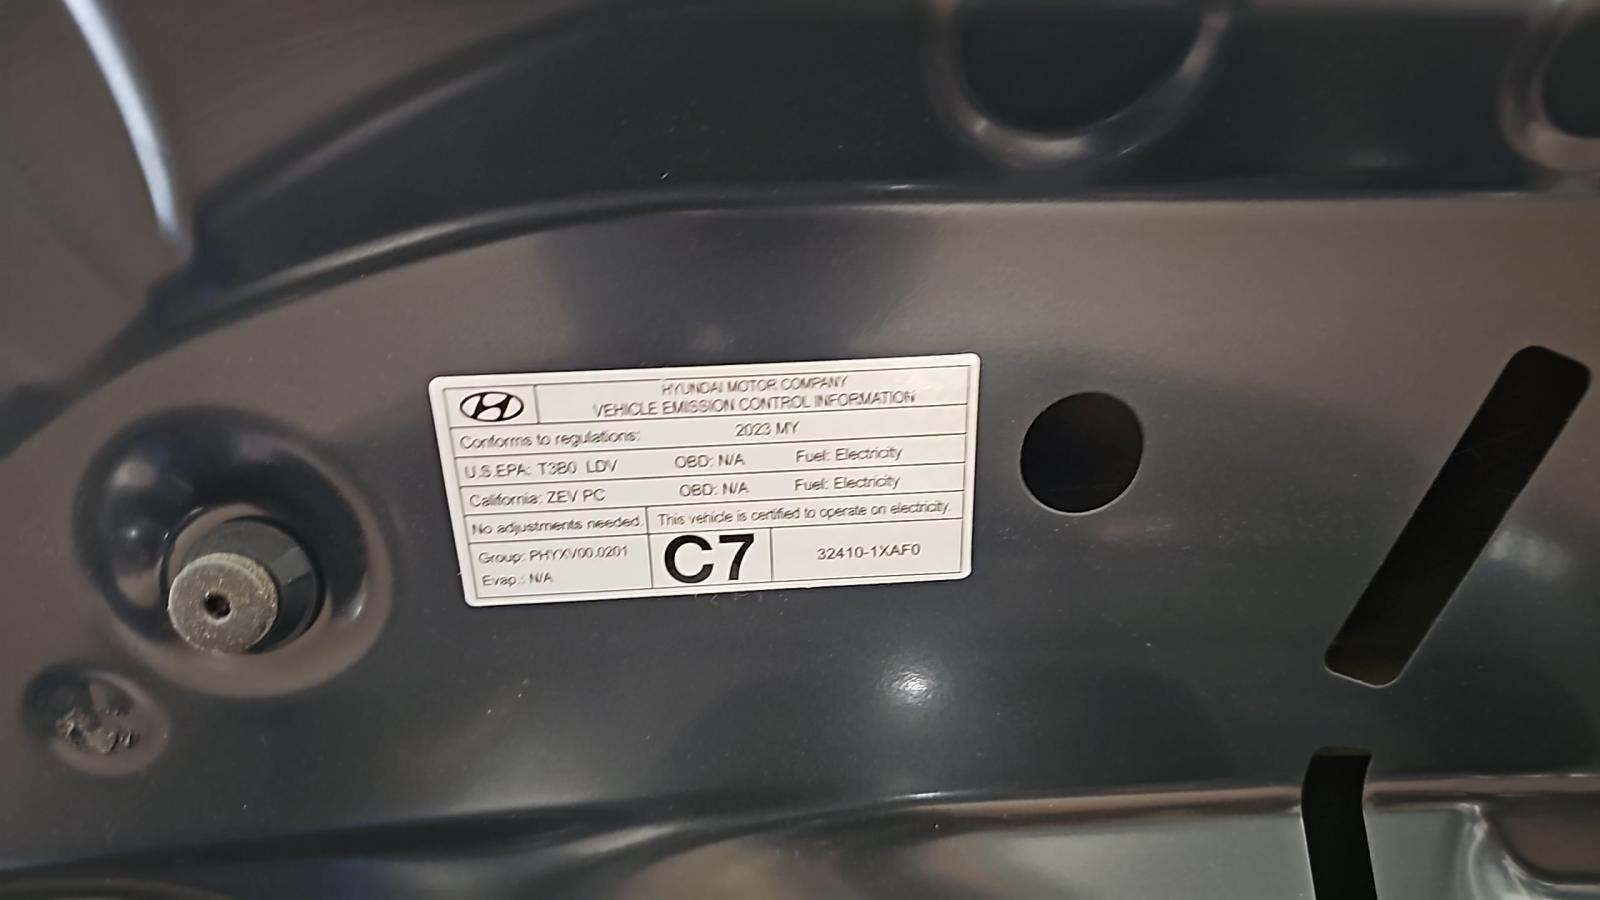 HYUNDAI MOTOR COMPANY
VEHICLE EMISSION CONTROL INFORMATION
Conforms to regulations: 2023 MY
U.S.EPA: T3B0 LDV OBD: N/A Fuel: Electricity
California: ZEV PC OBD: N/A Fuel: Electricity
No adjustments needed. This vehicle is certified to operate on electricity.
Group: PHYXV00.0201
Evap.: N/A
C7
32410-1XAF0